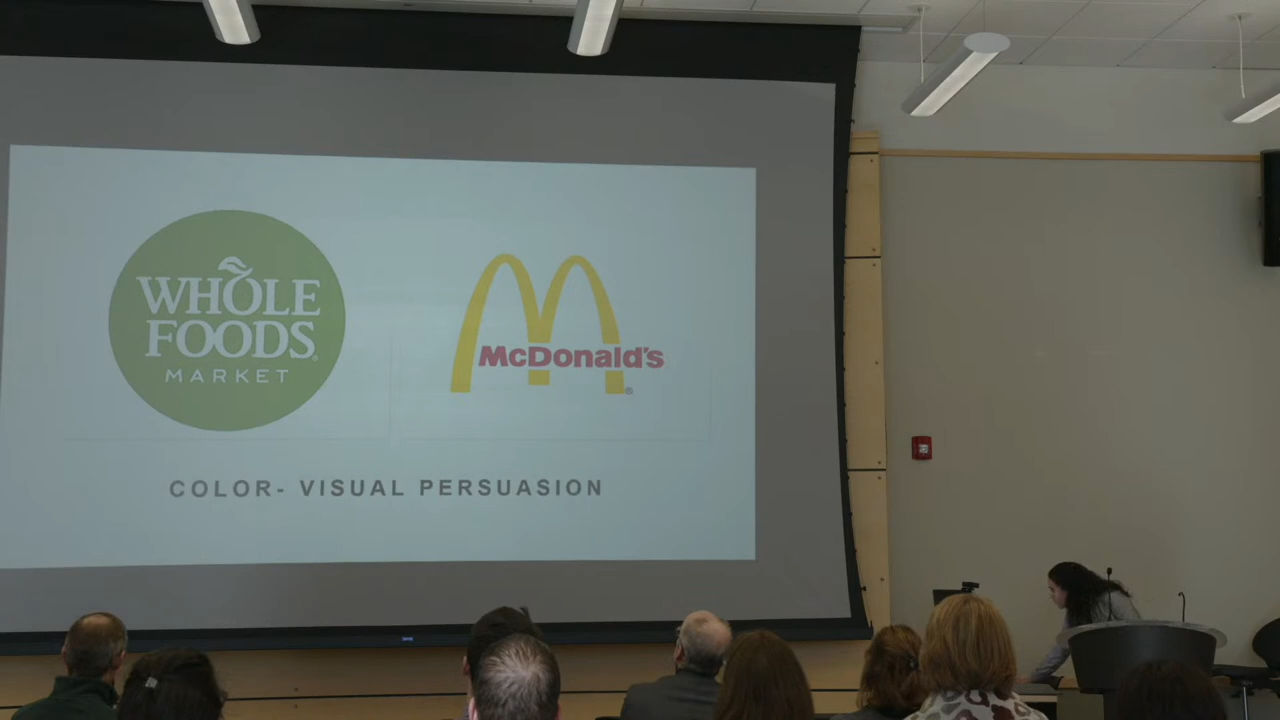 WHOLE
FOODS
MARKET
McDonald's
®
COLOR- VISUAL PERSUASION